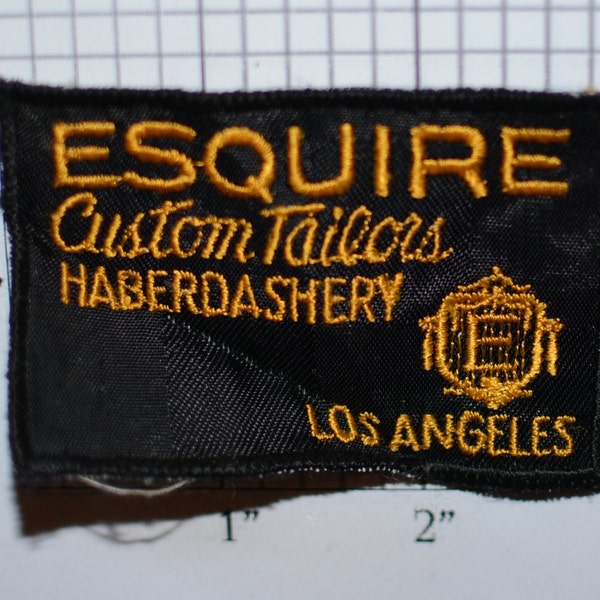 ESQUIRE
Custom Tailors
HABERDASHERY
E
LOS ANGELES
1" 2"